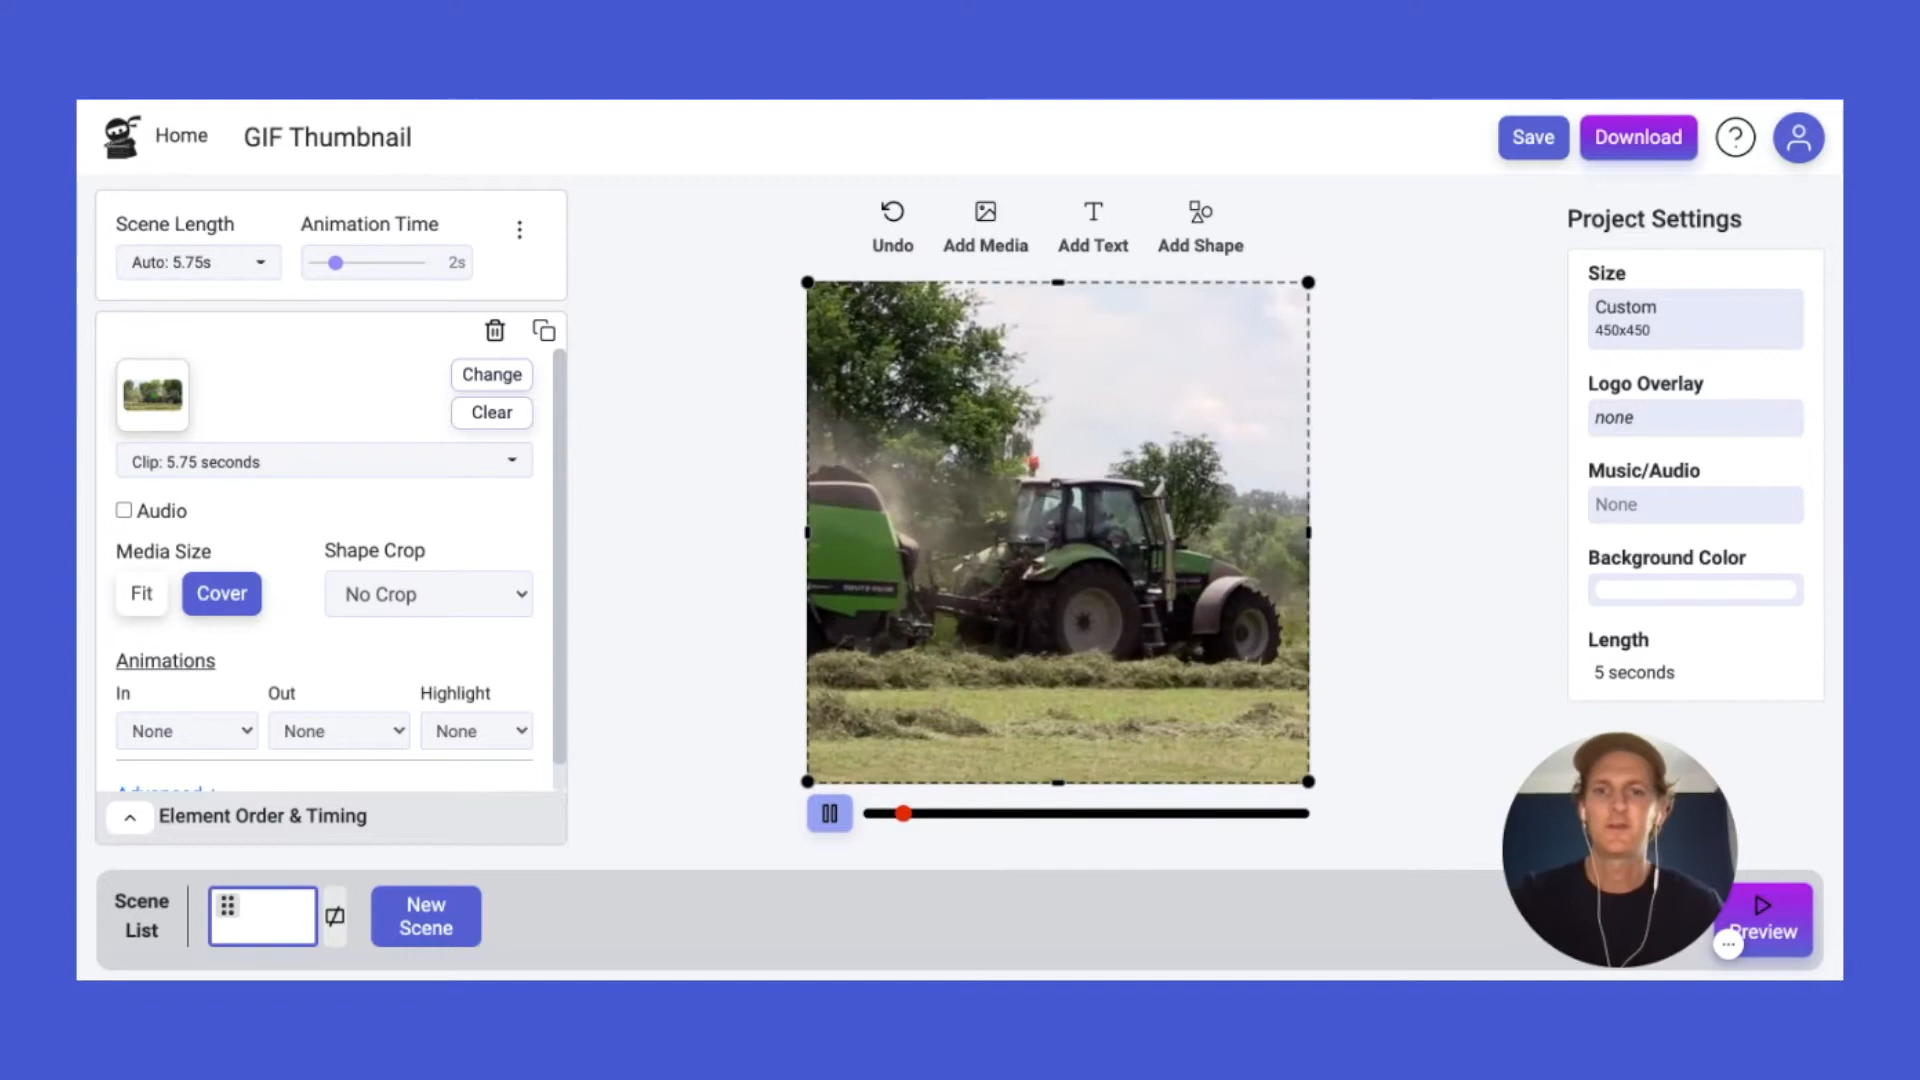 Home
GIF Thumbnail
Save
Download
?
Scene Length
Animation Time
Auto: 5.75s
2s
Undo
Add Media
Add Text
Add Shape
Project Settings
Size
Custom
450x450
Logo Overlay
none
Music/Audio
None
Background Color
Length
5 seconds
Change
Clear
Clip: 5.75 seconds
Audio
Media Size
Shape Crop
Fit
Cover
No Crop
Animations
In
Out
Highlight
None
None
None
Element Order & Timing
Scene
List
New
Scene
Preview